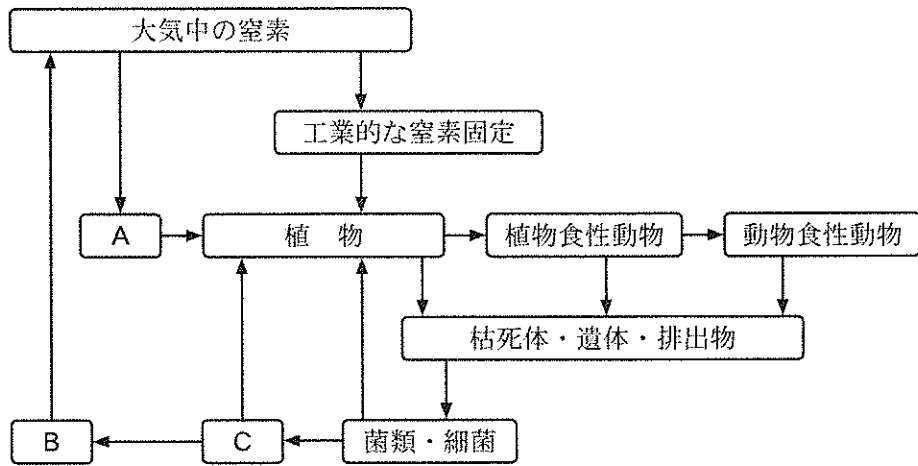 大気中の窒素
工業的な窒素固定
A
植 物
植物食性動物
動物食性動物
枯死体・遺体・排出物
B
C
菌類・細菌